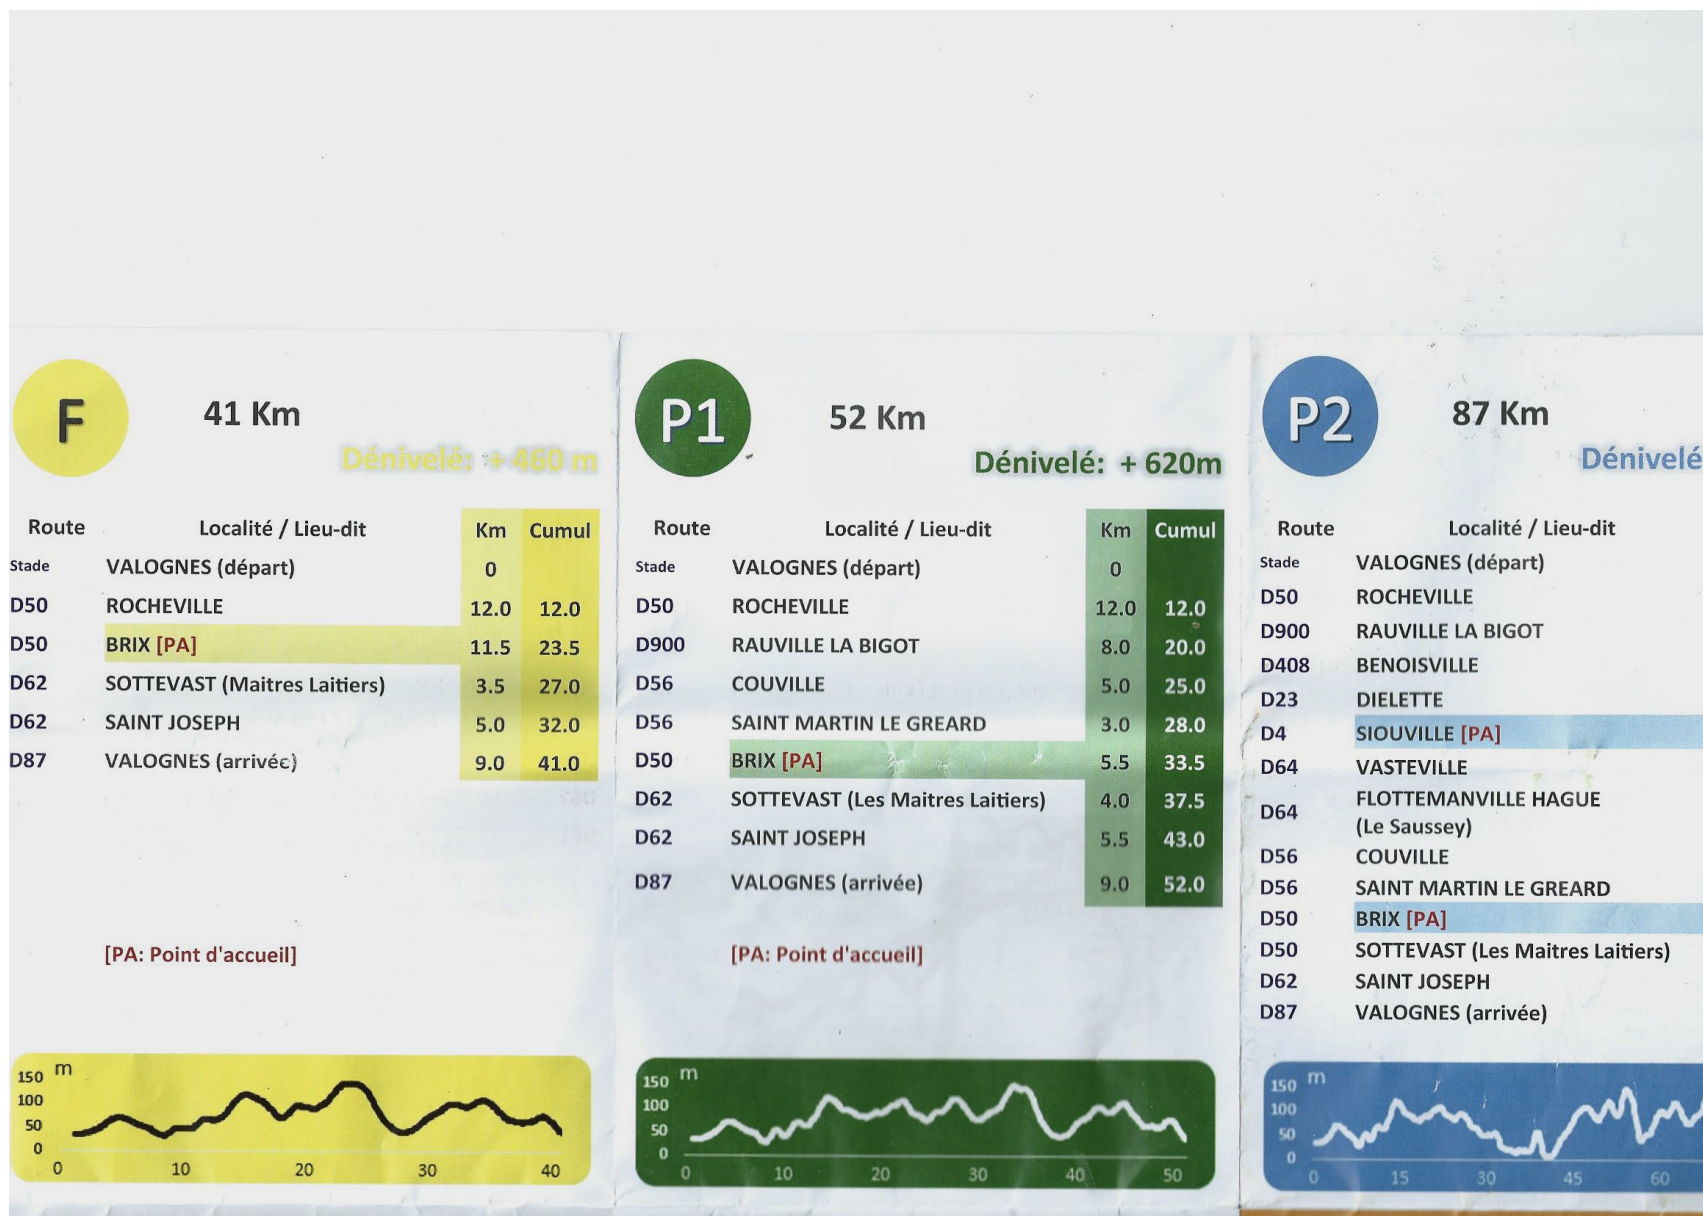 F
41 Km
Dénivelé: + 460 m
Route Localité / Lieu-dit Km Cumul
Stade VALOGNES (départ) 0
D50 ROCHEVILLE 12.0 12.0
D50 BRIX [PA] 11.5 23.5
D62 SOTTEVAST (Maitres Laitiers) 3.5 27.0
D62 SAINT JOSEPH 5.0 32.0
D87 VALOGNES (arrivée) 9.0 41.0
[PA: Point d'accueil]
m
150
100
50
0
0 10 20 30 40
P1
52 Km
Dénivelé: + 620m
Route Localité / Lieu-dit Km Cumul
Stade VALOGNES (départ) 0
D50 ROCHEVILLE 12.0 12.0
D900 RAUVILLE LA BIGOT 8.0 20.0
D56 COUVILLE 5.0 25.0
D56 SAINT MARTIN LE GREARD 3.0 28.0
D50 BRIX [PA] 5.5 33.5
D62 SOTTEVAST (Les Maitres Laitiers) 4.0 37.5
D62 SAINT JOSEPH 5.5 43.0
D87 VALOGNES (arrivée) 9.0 52.0
[PA: Point d'accueil]
m
150
100
50
0
0 10 20 30 40 50
P2
87 Km
Dénivelé
Route Localité / Lieu-dit
Stade VALOGNES (départ)
D50 ROCHEVILLE
D900 RAUVILLE LA BIGOT
D408 BENOISVILLE
D23 DIELETTE
D4 SIOUVILLE [PA]
D64 VASTEVILLE
D64 FLOTTEMANVILLE HAGUE
(Le Saussey)
D56 COUVILLE
D56 SAINT MARTIN LE GREARD
D50 BRIX [PA]
D50 SOTTEVAST (Les Maitres Laitiers)
D62 SAINT JOSEPH
D87 VALOGNES (arrivée)
m
150
100
50
0
0 15 30 45 60